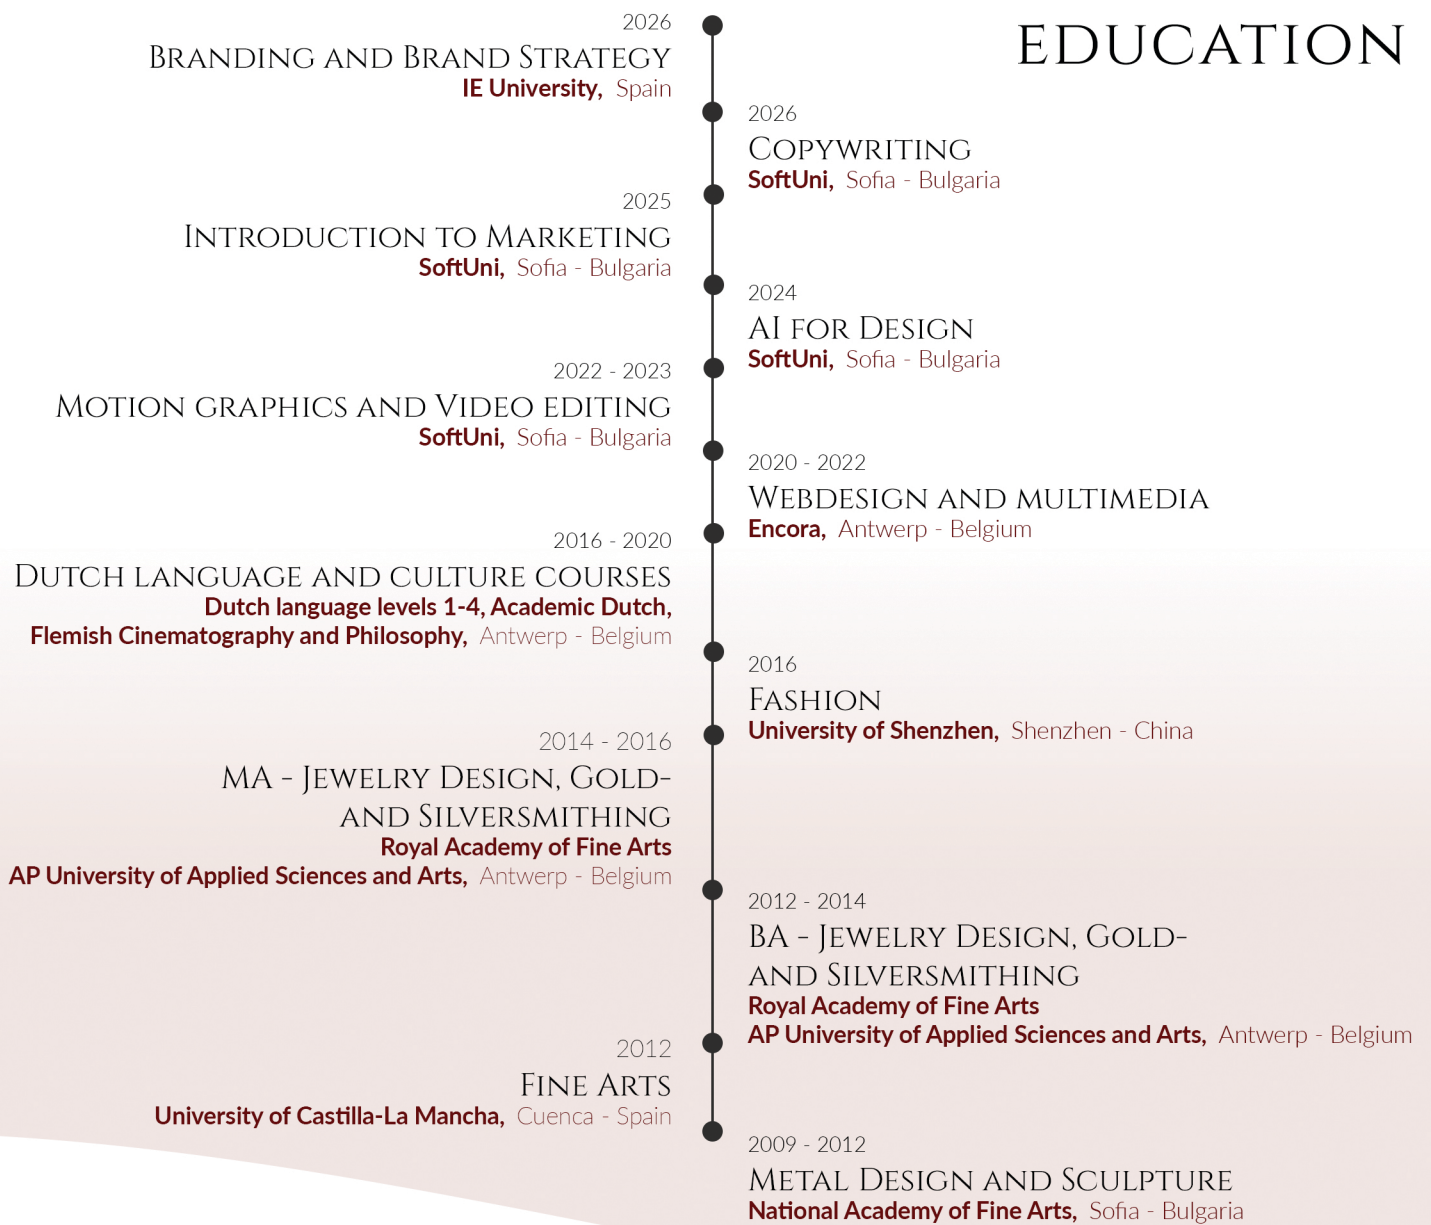 EDUCATION
2026
Branding and Brand Strategy
IE University, Spain
2026
Copywriting
SoftUni, Sofia - Bulgaria
2025
Introduction to Marketing
SoftUni, Sofia - Bulgaria
2024
AI for Design
SoftUni, Sofia - Bulgaria
2022 - 2023
Motion graphics and Video editing
SoftUni, Sofia - Bulgaria
2020 - 2022
Webdesign and multimedia
Encora, Antwerp - Belgium
2016 - 2020
Dutch language and culture courses
Dutch language levels 1-4, Academic Dutch,
Flemish Cinematography and Philosophy, Antwerp - Belgium
2016
Fashion
University of Shenzhen, Shenzhen - China
2014 - 2016
MA - Jewelry Design, Gold-
and Silversmithing
Royal Academy of Fine Arts
AP University of Applied Sciences and Arts, Antwerp - Belgium
2012 - 2014
BA - Jewelry Design, Gold-
and Silversmithing
Royal Academy of Fine Arts
AP University of Applied Sciences and Arts, Antwerp - Belgium
2012
Fine Arts
University of Castilla-La Mancha, Cuenca - Spain
2009 - 2012
Metal Design and Sculpture
National Academy of Fine Arts, Sofia - Bulgaria